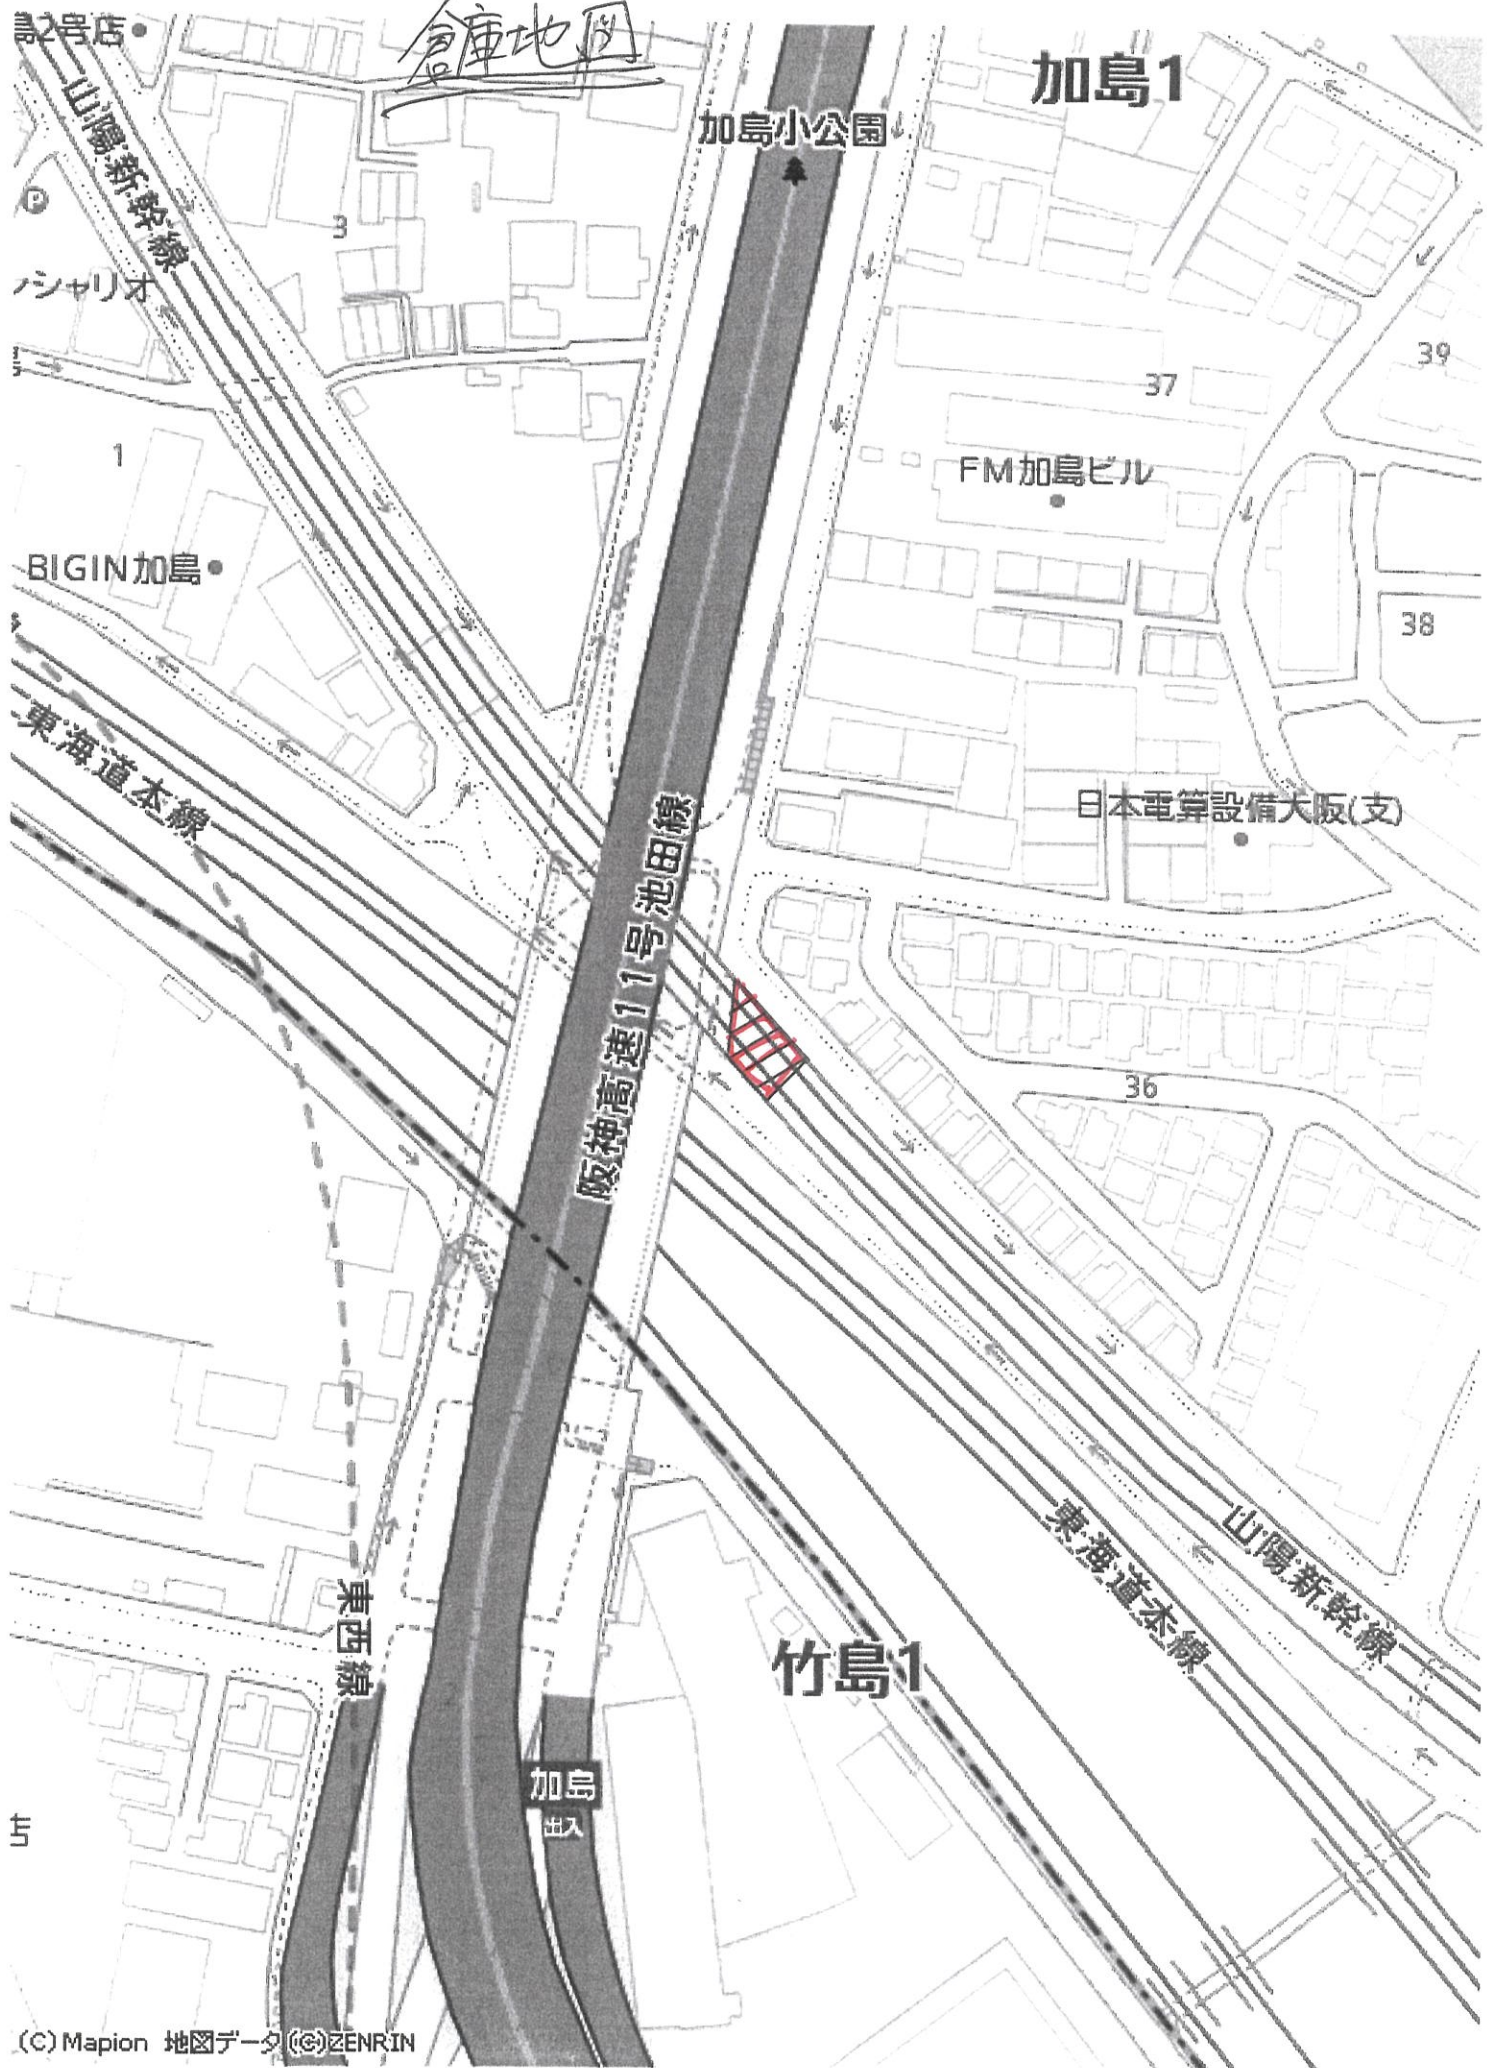 倉庫地図
島2号店
加島1
山陽新幹線
加島小公園
P
3
ﾝシャリオ
39
37
1
FM加島ビル
BIGIN加島
38
東海道本線
日本電算設備大阪(支)
阪神高速11号池田線
36
東海道本線
山陽新幹線
東西線
竹島1
加島
出入
店
(C)Mapion 地図データ(C)ZENRIN